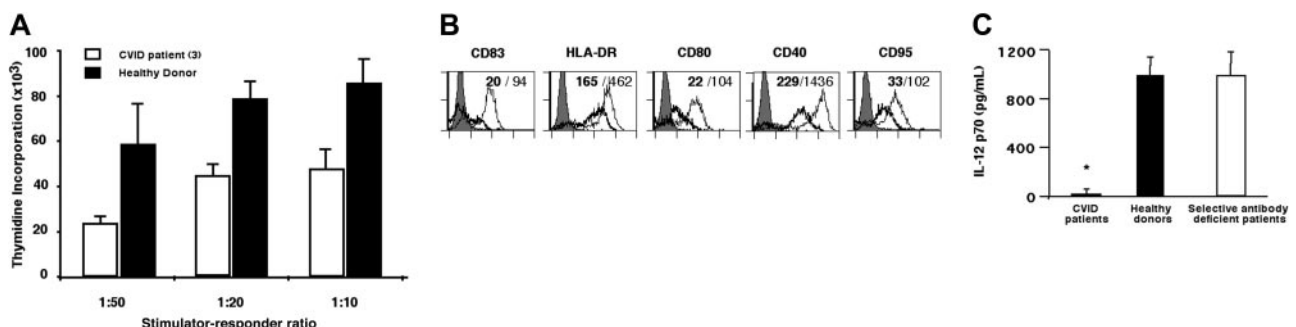 A
Thymidine Incorporation (x10³)
100
80
60
40
20
0
CVID patient (3)
Healthy Donor
1:50
1:20
1:10
Stimulator-responder ratio
B
CD83
HLA-DR
CD80
CD40
CD95
20 / 94
165 / 462
22 / 104
229/1436
33/102
C
IL-12 p70 (pg/mL)
1200
800
400
0
*
CVID patients
Healthy donors
Selective antibody deficient patients